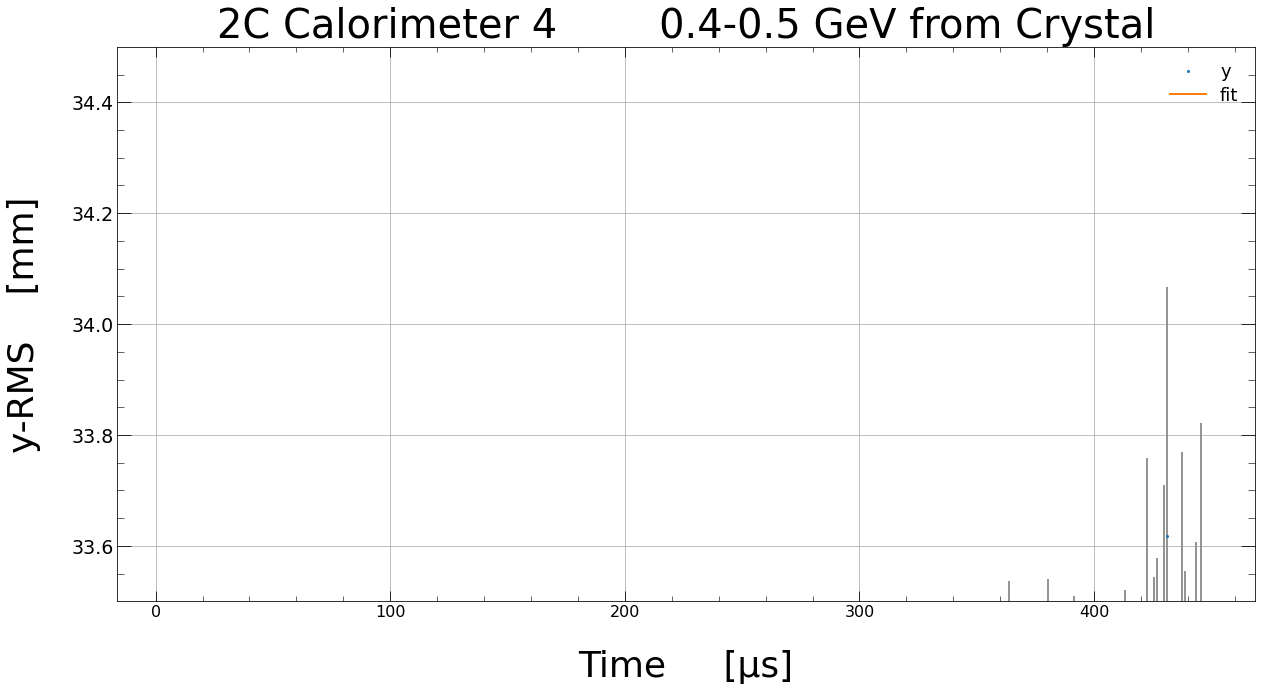 2C Calorimeter 4 0.4-0.5 GeV from Crystal
y
fit
34.4
34.2
34.0
33.8
33.6
y-RMS [mm]
0 100 200 300 400
Time [μs]